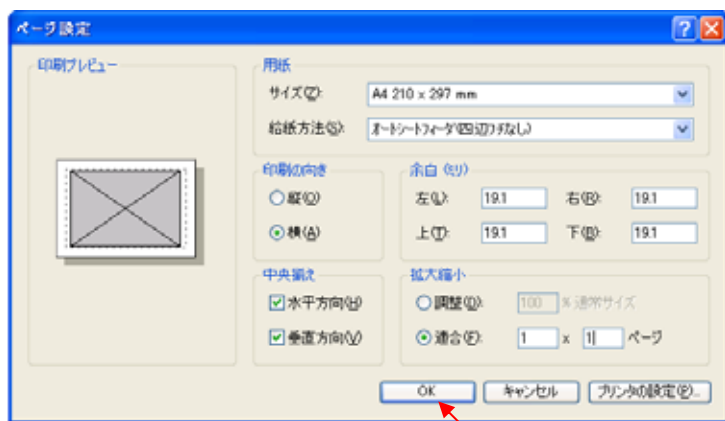 ページ設定
印刷プレビュー
用紙
サイズ(Z):
A4 210 x 297 mm
給紙方法(S):
オートシートフィーダ(四辺フチなし)
印刷の向き
縦(O)
横(A)
余白 (ミリ)
左(L): 19.1 右(R): 19.1
上(T): 19.1 下(B): 19.1
中央揃え
水平方向(H)
垂直方向(V)
拡大縮小
調整(D): 100 % 通常サイズ
適合(F): 1 x 1 ページ
OK キャンセル プリンタの設定(P)...